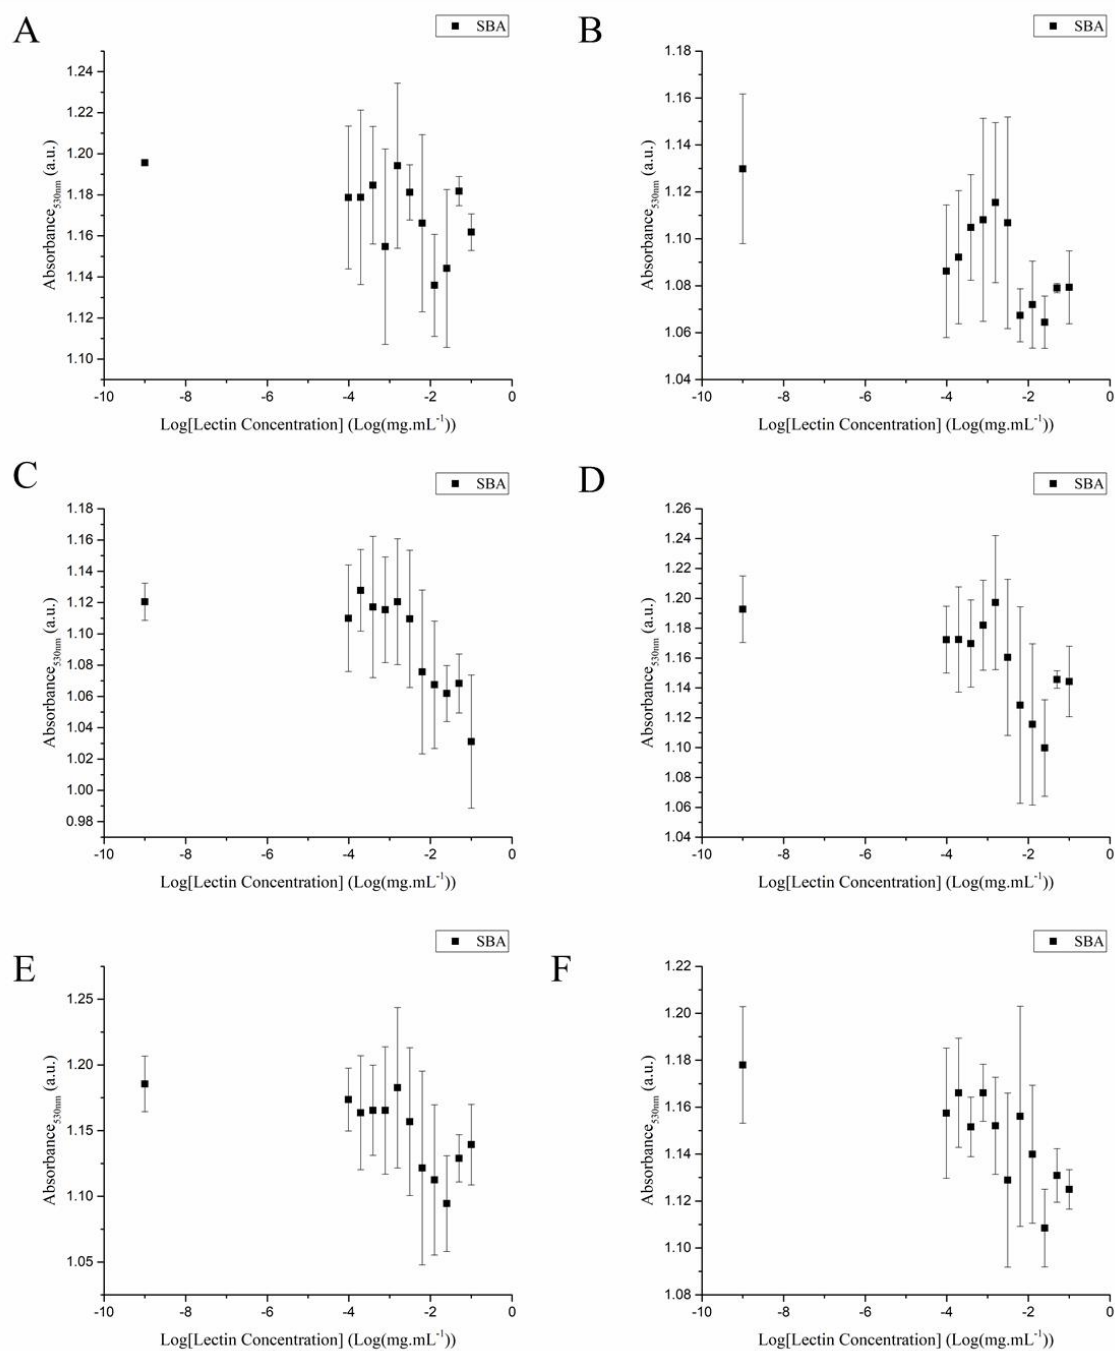 A
SBA
1.24
1.22
1.20
1.18
1.16
1.14
1.12
1.10
Absorbance530nm (a.u.)
-10 -8 -6 -4 -2 0
Log[Lectin Concentration] (Log(mg.mL-1))
B
SBA
1.18
1.16
1.14
1.12
1.10
1.08
1.06
1.04
Absorbance530nm (a.u.)
-10 -8 -6 -4 -2 0
Log[Lectin Concentration] (Log(mg.mL-1))
C
SBA
1.18
1.16
1.14
1.12
1.10
1.08
1.06
1.04
1.02
1.00
0.98
Absorbance530nm (a.u.)
-10 -8 -6 -4 -2 0
Log[Lectin Concentration] (Log(mg.mL-1))
D
SBA
1.26
1.24
1.22
1.20
1.18
1.16
1.14
1.12
1.10
1.08
1.06
1.04
Absorbance530nm (a.u.)
-10 -8 -6 -4 -2 0
Log[Lectin Concentration] (Log(mg.mL-1))
E
SBA
1.25
1.20
1.15
1.10
1.05
Absorbance530nm (a.u.)
-10 -8 -6 -4 -2 0
Log[Lectin Concentration] (Log(mg.mL-1))
F
SBA
1.22
1.20
1.18
1.16
1.14
1.12
1.10
1.08
Absorbance530nm (a.u.)
-10 -8 -6 -4 -2 0
Log[Lectin Concentration] (Log(mg.mL-1))